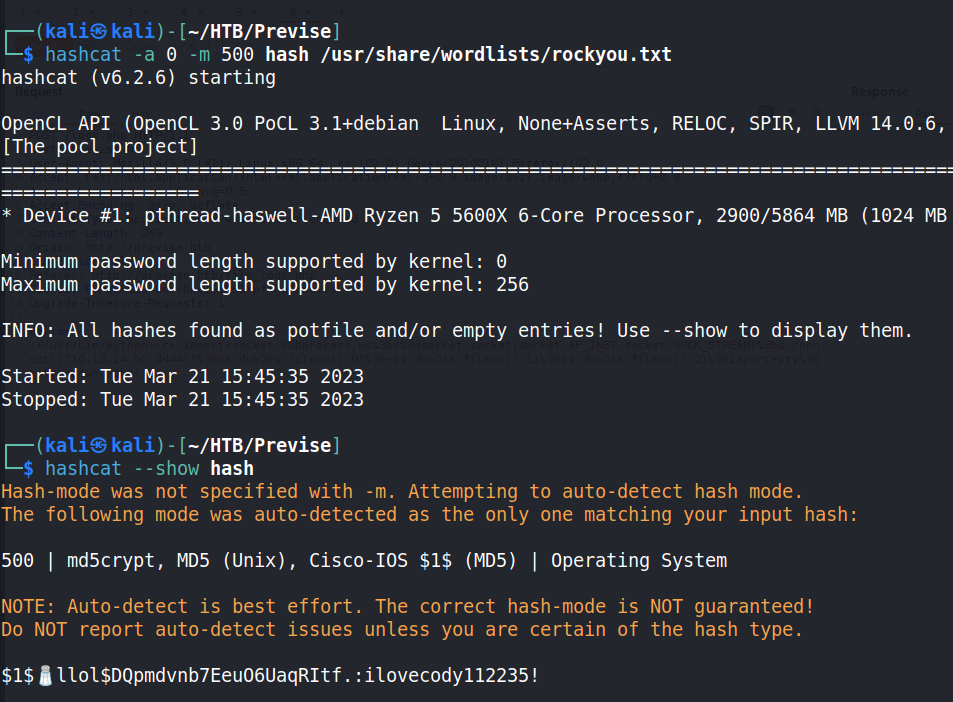 ┌──(kali㉿kali)-[~/HTB/Previse]
└─$ hashcat -a 0 -m 500 hash /usr/share/wordlists/rockyou.txt
hashcat (v6.2.6) starting
Request
Response
OpenCL API (OpenCL 3.0 PoCL 3.1+debian  Linux, None+Asserts, RELOC, SPIR, LLVM 14.0.6,
[The pocl project]
====================================================================================================
==================
* Device #1: pthread-haswell-AMD Ryzen 5 5600X 6-Core Processor, 2900/5864 MB (1024 MB
Minimum password length supported by kernel: 0
Maximum password length supported by kernel: 256
Upgrade-Insecure-Requests: 1
INFO: All hashes found as potfile and/or empty entries! Use --show to display them.
Started: Tue Mar 21 15:45:35 2023
Stopped: Tue Mar 21 15:45:35 2023
┌──(kali㉿kali)-[~/HTB/Previse]
└─$ hashcat --show hash
Hash-mode was not specified with -m. Attempting to auto-detect hash mode.
The following mode was auto-detected as the only one matching your input hash:
500 | md5crypt, MD5 (Unix), Cisco-IOS $1$ (MD5) | Operating System
NOTE: Auto-detect is best effort. The correct hash-mode is NOT guaranteed!
Do NOT report auto-detect issues unless you are certain of the hash type.
$1$🧂llol$DQpmdvnb7EeuO6UaqRItf.:ilovecody112235!